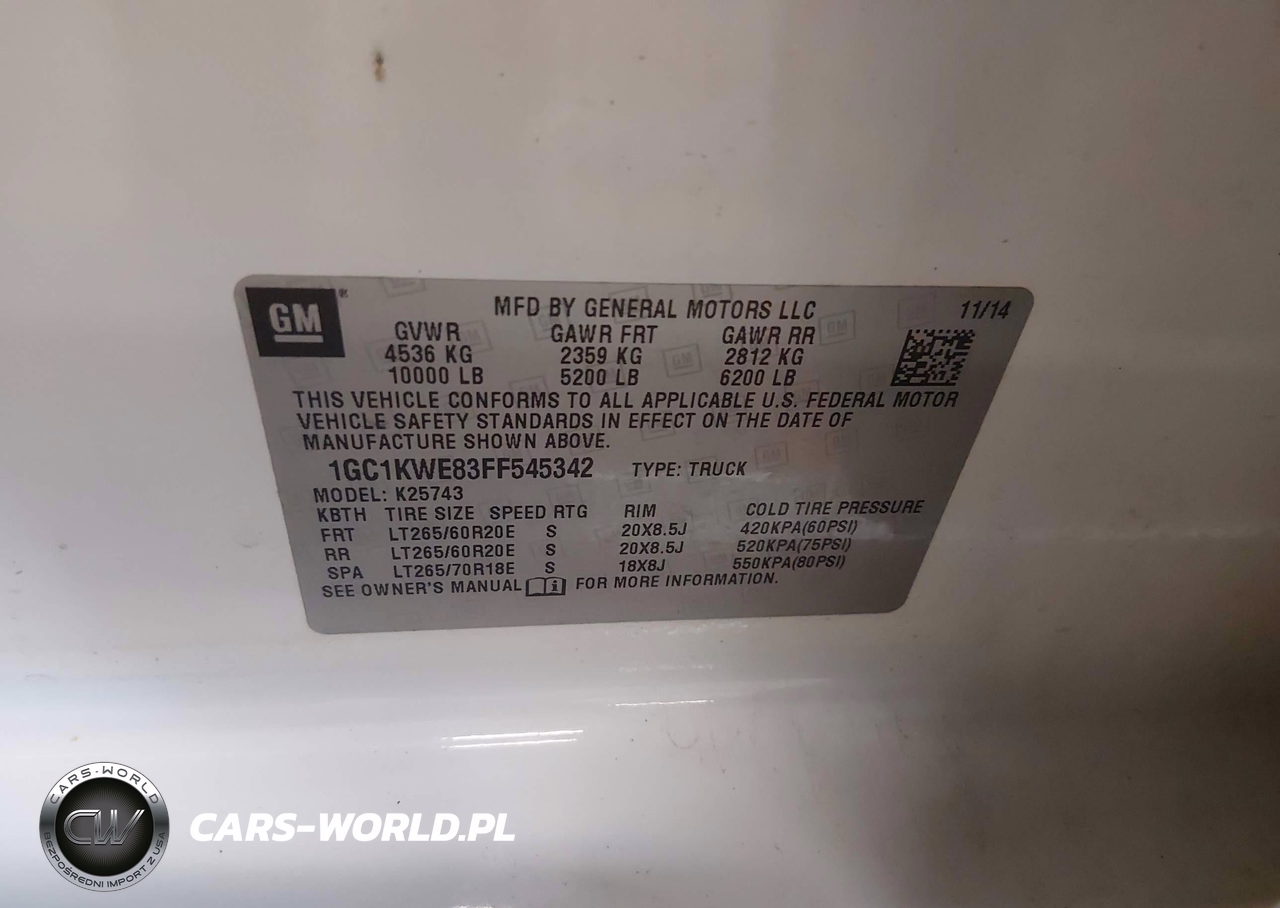 GM
MFD BY GENERAL MOTORS LLC 11/14
GVWR GAWR FRT GAWR RR
4536 KG 2359 KG 2812 KG
10000 LB 5200 LB 6200 LB
THIS VEHICLE CONFORMS TO ALL APPLICABLE U.S. FEDERAL MOTOR
VEHICLE SAFETY STANDARDS IN EFFECT ON THE DATE OF
MANUFACTURE SHOWN ABOVE.
1GC1KWE83FF545342 TYPE: TRUCK
MODEL: K25743
KBTH TIRE SIZE SPEED RTG RIM COLD TIRE PRESSURE
FRT LT265/60R20E S 20X8.5J 420KPA(60PSI)
RR LT265/60R20E S 20X8.5J 520KPA(75PSI)
SPA LT265/70R18E S 18X8J 550KPA(80PSI)
SEE OWNER'S MANUAL i FOR MORE INFORMATION.
CARS-WORLD
CW
BEZPOŚREDNI IMPORT Z USA
CARS-WORLD.PL